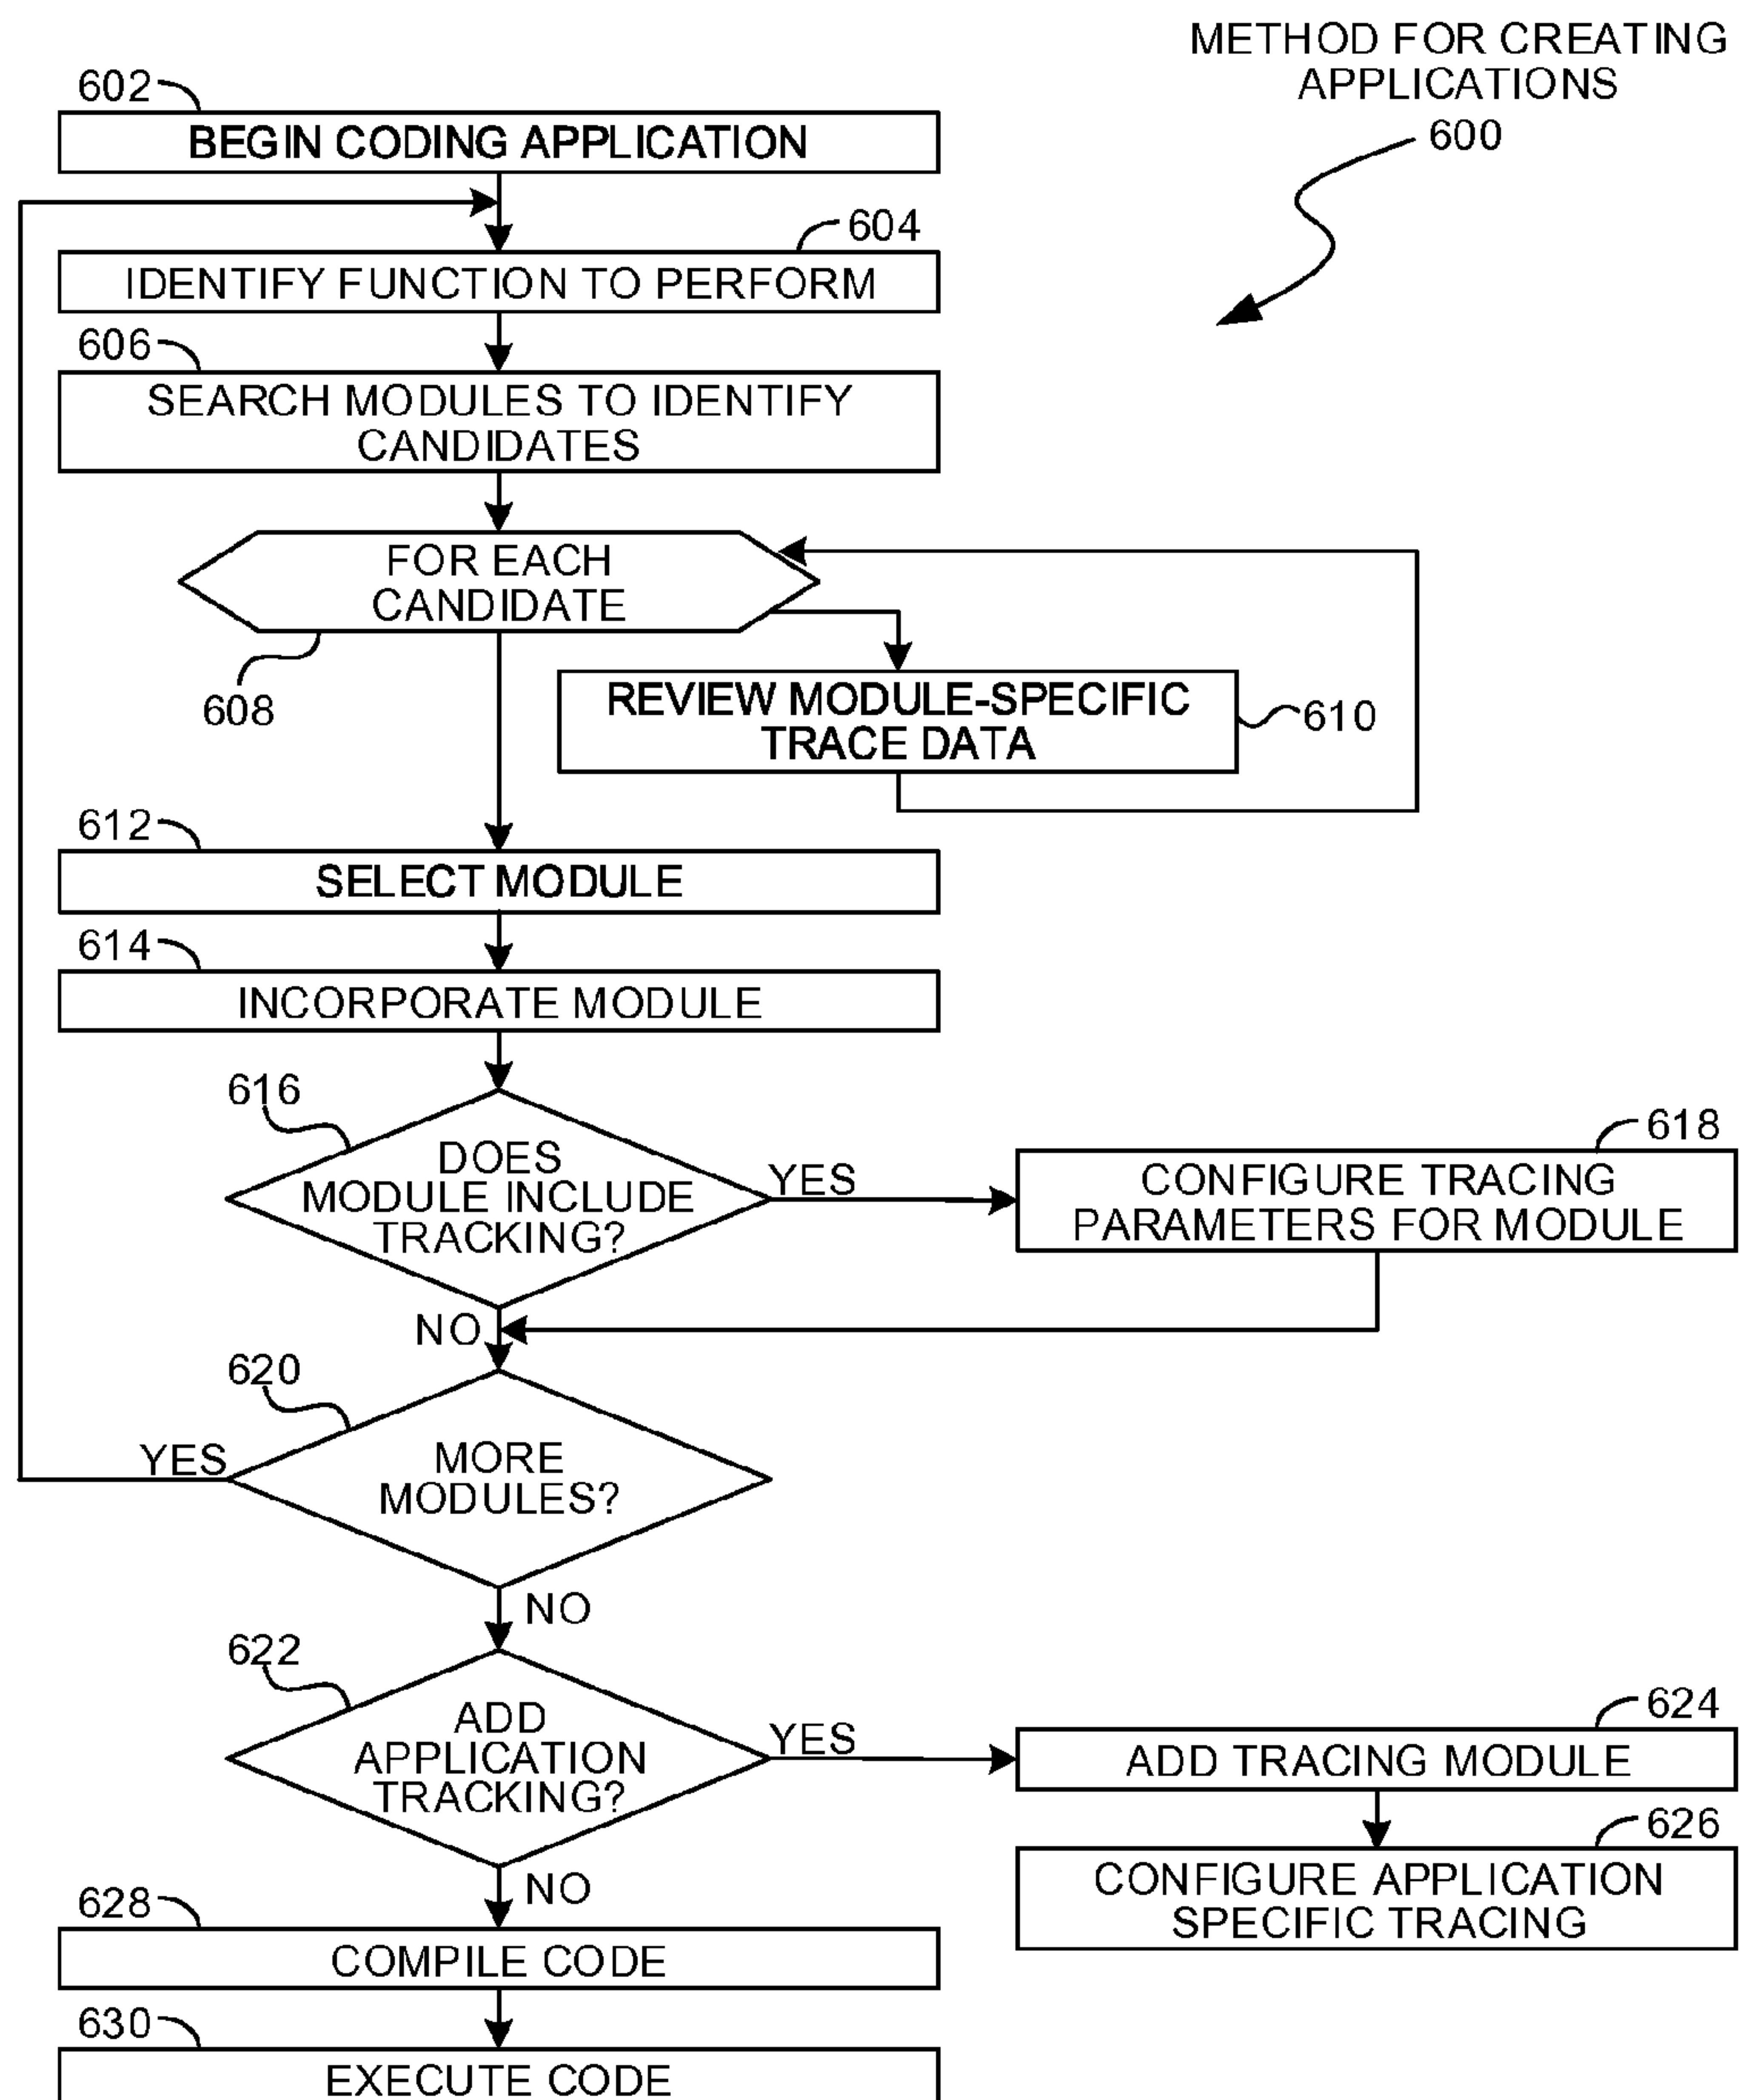 METHOD FOR CREATING
APPLICATIONS
600
602
BEGIN CODING APPLICATION
604
IDENTIFY FUNCTION TO PERFORM
606
SEARCH MODULES TO IDENTIFY
CANDIDATES
FOR EACH
CANDIDATE
608
REVIEW MODULE-SPECIFIC
TRACE DATA
610
612
SELECT MODULE
614
INCORPORATE MODULE
616
DOES
MODULE INCLUDE
TRACKING?
YES
618
CONFIGURE TRACING
PARAMETERS FOR MODULE
NO
620
MORE
MODULES?
YES
NO
622
ADD
APPLICATION
TRACKING?
YES
624
ADD TRACING MODULE
626
CONFIGURE APPLICATION
SPECIFIC TRACING
NO
628
COMPILE CODE
630
EXECUTE CODE